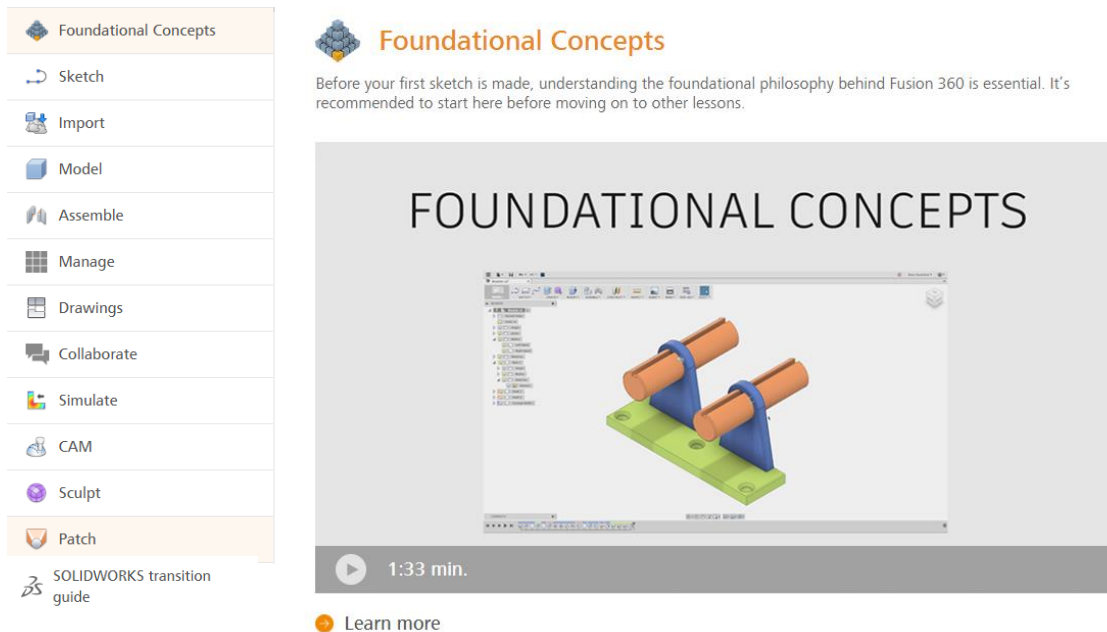 Foundational Concepts
Sketch
Import
Model
Assemble
Manage
Drawings
Collaborate
Simulate
CAM
Sculpt
Patch
SOLIDWORKS transition
guide
Foundational Concepts
Before your first sketch is made, understanding the foundational philosophy behind Fusion 360 is essential. It's
recommended to start here before moving on to other lessons.
FOUNDATIONAL CONCEPTS
1:33 min.
Learn more